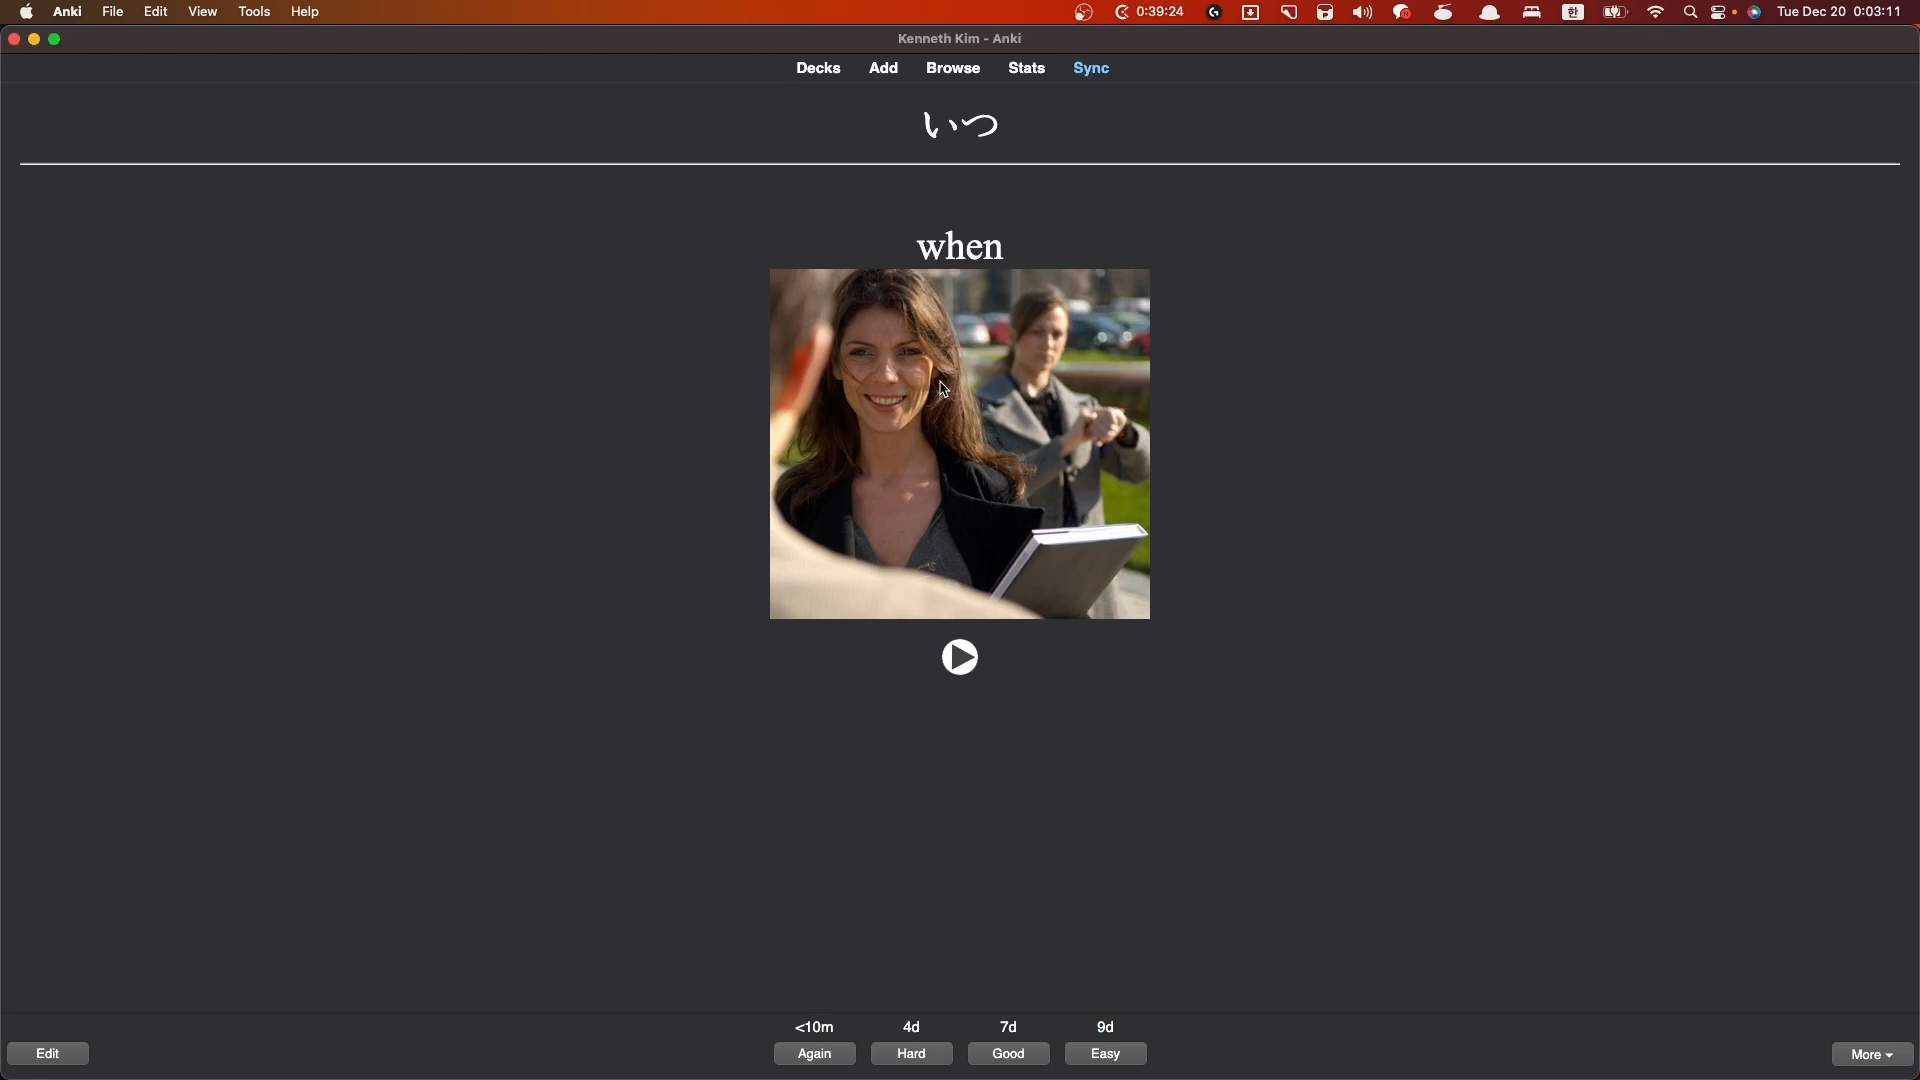 Anki File Edit View Tools Help 0:39:24 한 Tue Dec 20 0:03:11
Kenneth Kim - Anki
Decks Add Browse Stats Sync
いつ
when
<10m 4d 7d 9d
Edit Again Hard Good Easy More